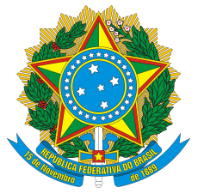 REPÚBLICA FEDERATIVA DO BRASIL
15 de Novembro
de 1889